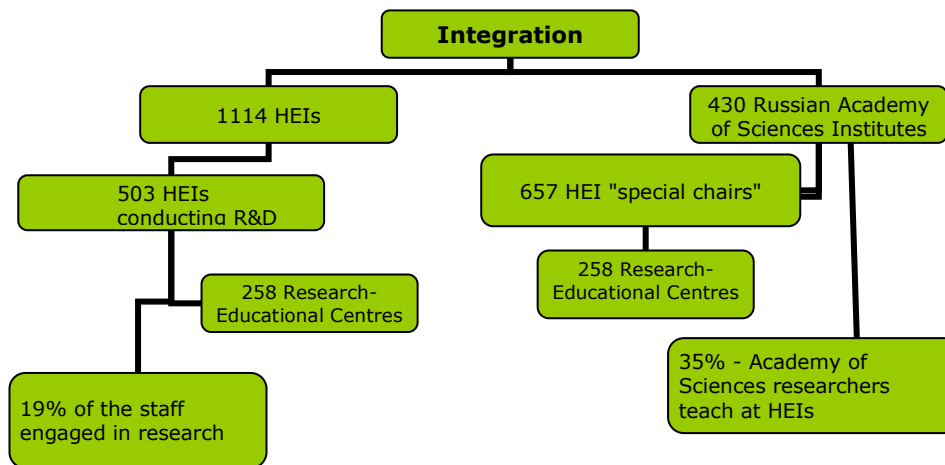 Integration
1114 HEIs
430 Russian Academy
of Sciences Institutes
503 HEIs
conducting R&D
657 HEI "special chairs"
258 Research-
Educational Centres
258 Research-
Educational Centres
19% of the staff
engaged in research
35% - Academy of
Sciences researchers
teach at HEIs